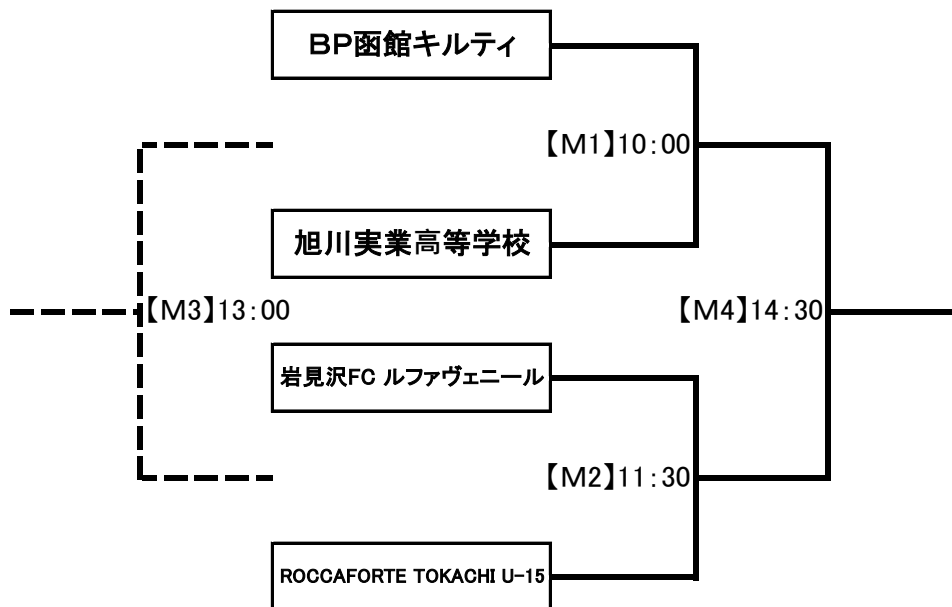 BP函館キルティ
【M1】10:00
旭川実業高等学校
【M3】13:00
【M4】14:30
岩見沢FC ルファヴェニール
【M2】11:30
ROCCAFORTE TOKACHI U-15